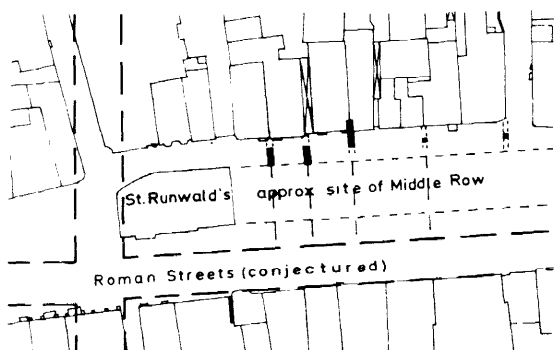 St. Runwald's approx site of Middle Row
Roman Streets (conjectured)